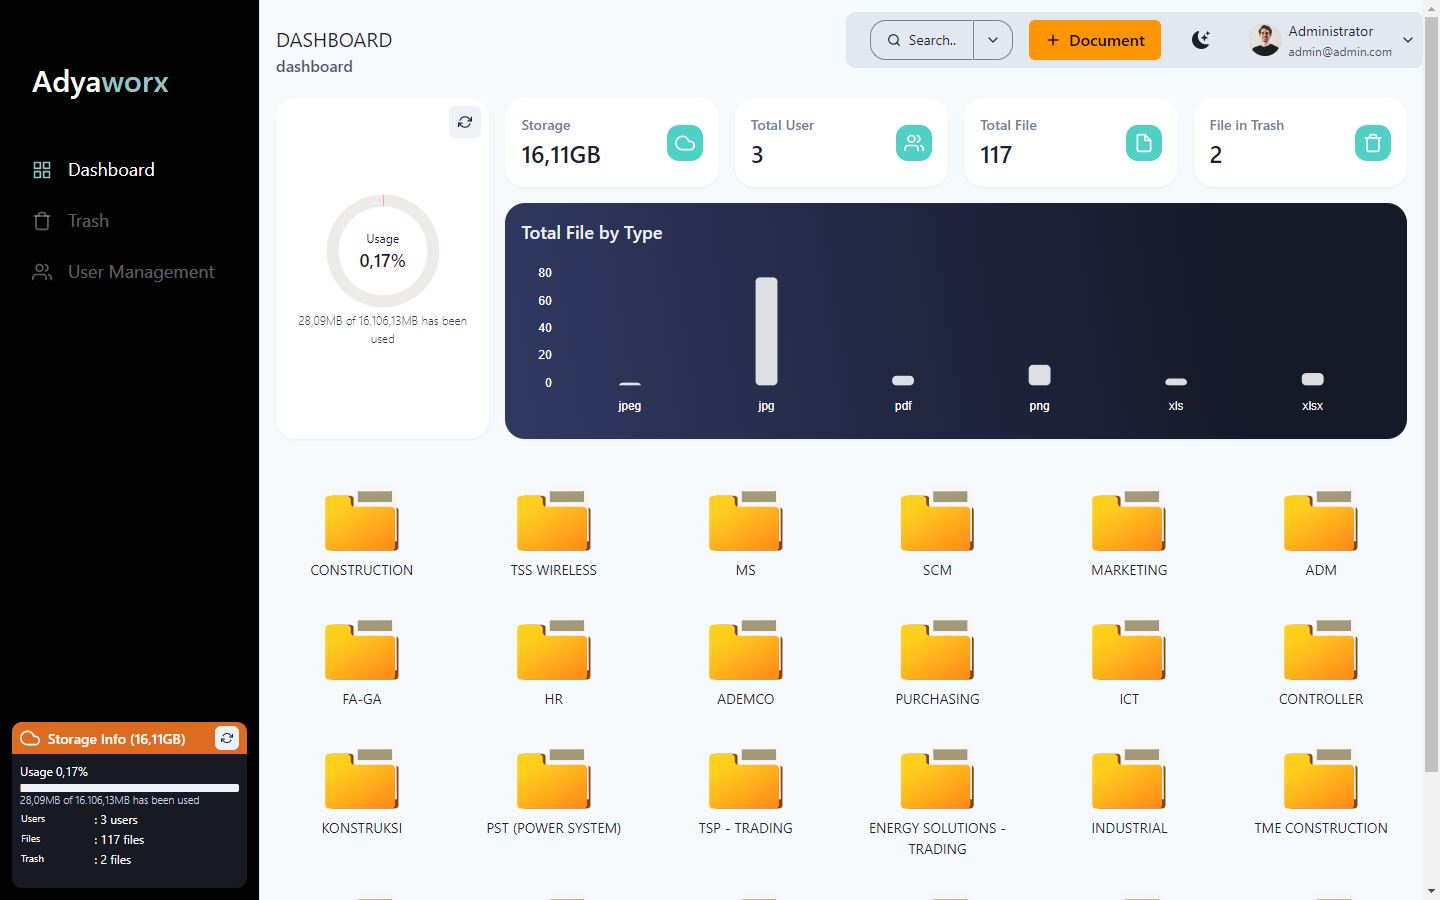 Adyaworx
Dashboard
Trash
User Management
Storage Info (16,11GB)
Usage 0,17%
28,09MB of 16.106,13MB has been used
Users : 3 users
Files : 117 files
Trash : 2 files
DASHBOARD
dashboard
Search..
+ Document
Administrator
admin@admin.com
Usage
0,17%
28,09MB of 16.106,13MB has been
used
Storage
16,11GB
Total User
3
Total File
117
File in Trash
2
Total File by Type
80
60
40
20
0
jpeg jpg pdf png xls xlsx
CONSTRUCTION TSS WIRELESS MS SCM MARKETING ADM
FA-GA HR ADEMCO PURCHASING ICT CONTROLLER
KONSTRUKSI PST (POWER SYSTEM) TSP - TRADING ENERGY SOLUTIONS - INDUSTRIAL TME CONSTRUCTION
TRADING